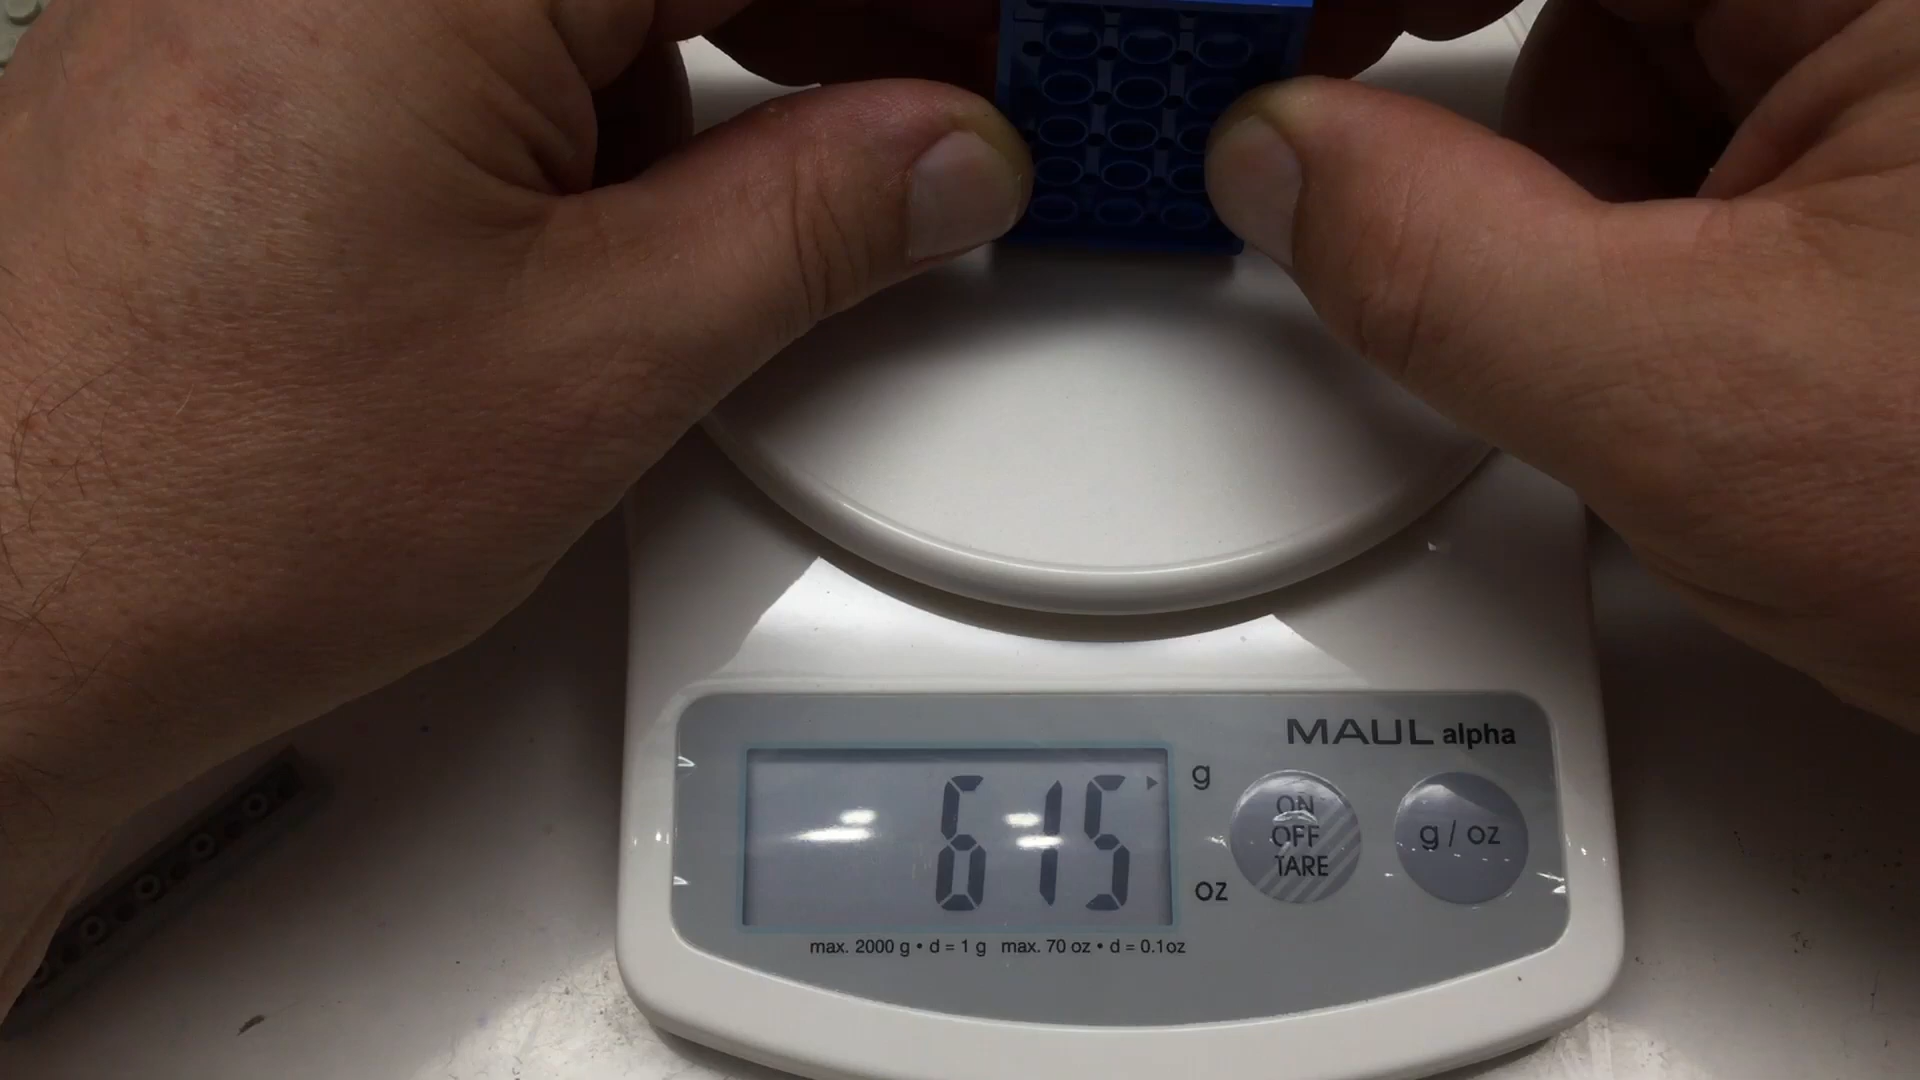 MAUL alpha
615
g
oz
ON
OFF
TARE
g / oz
max. 2000 g • d = 1 g max. 70 oz • d = 0.1oz